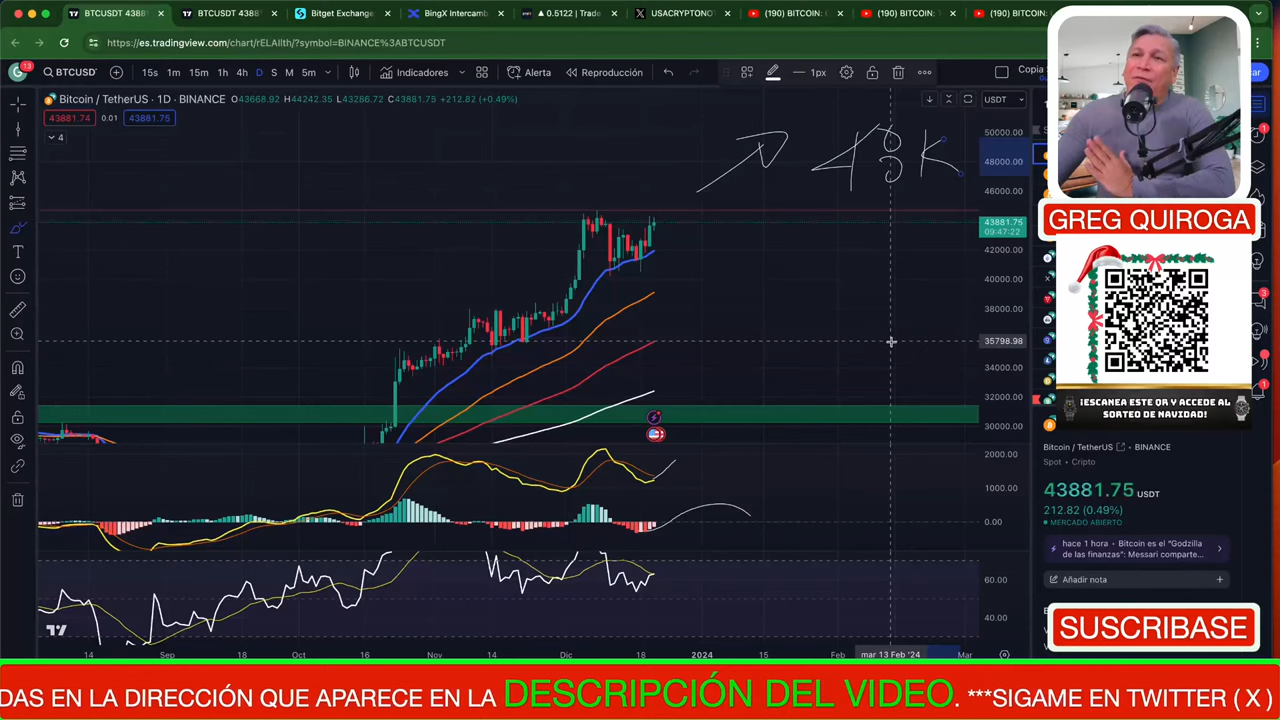 BTCUSDT 43881
BTCUSDT 4388
Bitget Exchange
BingX Intercamb
▲ 0.5122 | Trade
USACRYPTONOT
(190) BITCOIN:
(190) BITCOIN:
(190) BITCOIN:
https://es.tradingview.com/chart/rELAllth/?symbol=BINANCE%3ABTCUSDT
13
BTCUSDT
15s 1m 15m 1h 4h D S M 5m
Indicadores
Alerta
Reproducción
1px
Copia
Bitcoin / TetherUS · 1D · BINANCE O43668.92 H44242.35 L43286.72 C43881.75 +212.82 (+0.49%)
USDT
43881.74 0.01 43881.75
4
48K
50000.00
48000.00
46000.00
43881.75
09:47:22
42000.00
40000.00
38000.00
35798.98
34000.00
32000.00
30000.00
2000.00
1000.00
0.00
60.00
40.00
14 Sep 18 Oct 16 Nov 14 Dic 18 2024 15 Feb mar 13 Feb '24 Mar
GREG QUIROGA
¡ESCANEA ESTE QR Y ACCEDE AL
SORTEO DE NAVIDAD!
Bitcoin / TetherUS BINANCE
Spot • Cripto
43881.75 USDT
212.82 (0.49%)
MERCADO ABIERTO
hace 1 hora • Bitcoin es el "Godzilla
de las finanzas": Messari comparte...
Añadir nota
SUSCRIBASE
DAS EN LA DIRECCIÓN QUE APARECE EN LA DESCRIPCIÓN DEL VIDEO. ***SIGAME EN TWITTER ( X )